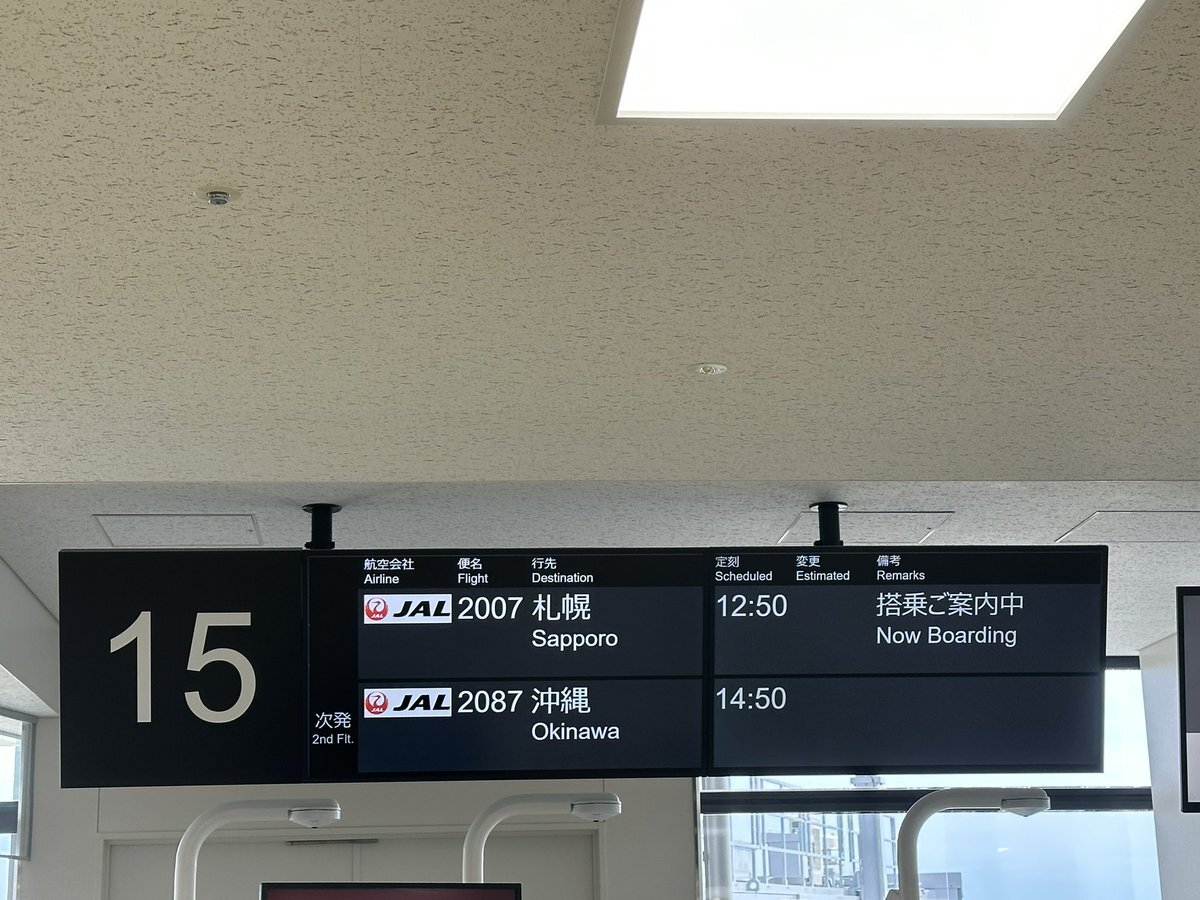 15
航空会社 便名 行先 定刻 変更 備考
Airline Flight Destination Scheduled Estimated Remarks
JAL 2007 札幌 12:50 搭乗ご案内中
Sapporo Now Boarding
JAL 2087 沖縄 14:50
次発
2nd Flt. Okinawa